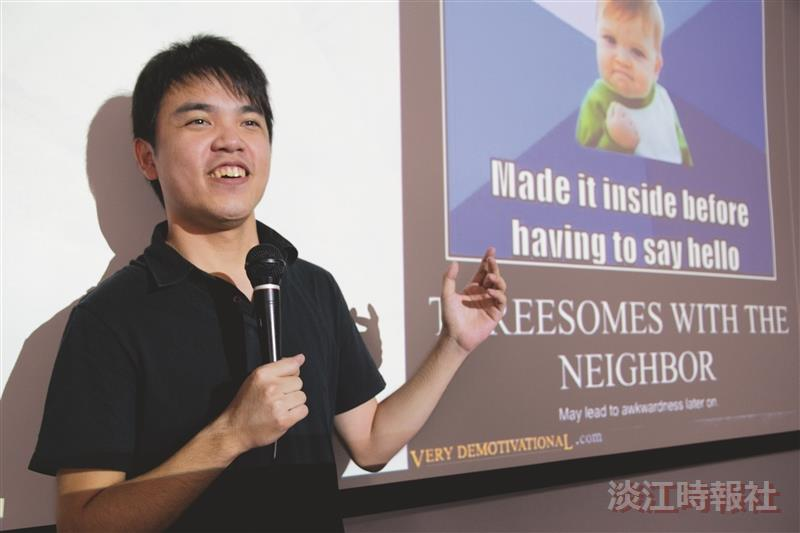 Made it inside before
having to say hello
T REESOMES WITH THE
NEIGHBOR
May lead to awkwardness later on.
VERY DEMOTIVATIONAL.com
淡江時報社